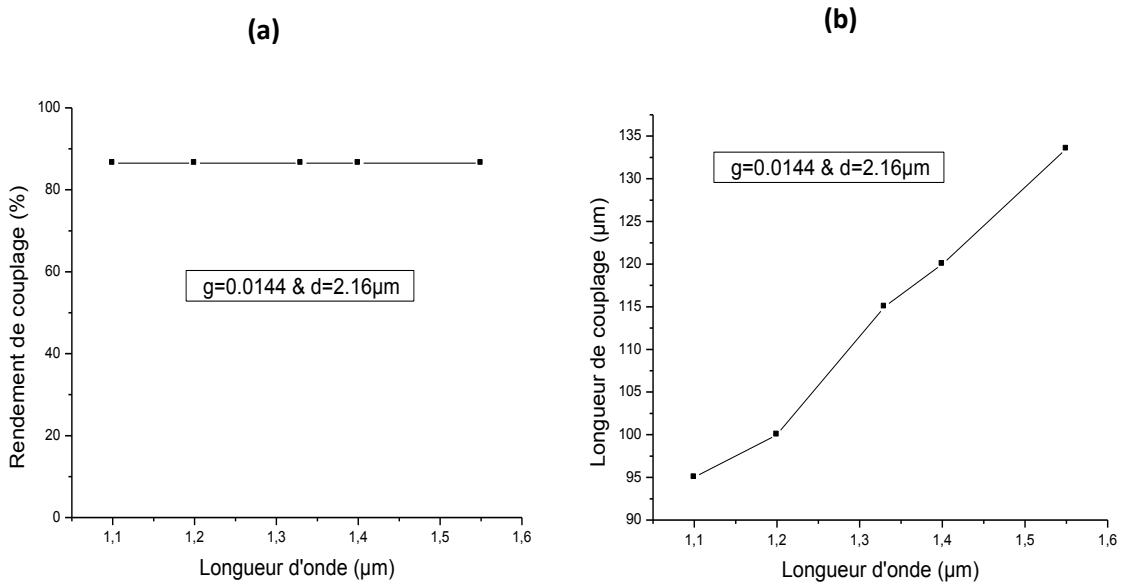 (a)
Rendement de couplage (%)
100
80
60
40
20
0
g=0.0144 & d=2.16µm
1,1 1,2 1,3 1,4 1,5 1,6
Longueur d'onde (µm)
(b)
Longueur de couplage (µm)
135
130
125
120
115
110
105
100
95
90
g=0.0144 & d=2.16µm
1,1 1,2 1,3 1,4 1,5 1,6
Longueur d'onde (µm)